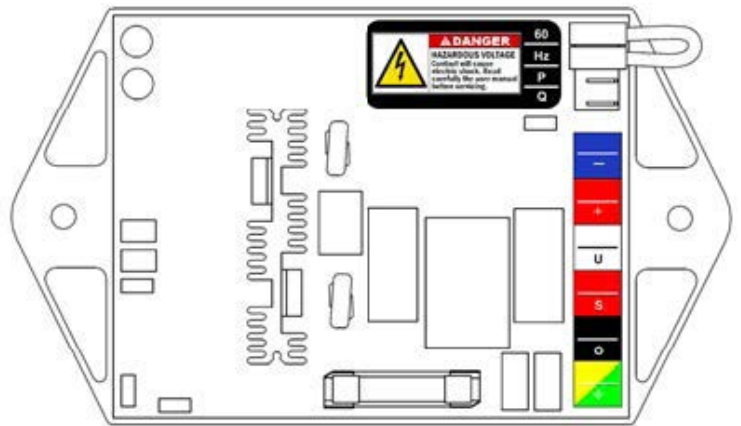 DANGER
HAZARDOUS VOLTAGE
Contact will cause
electric shock. Read
carefully the user manual
before servicing.
60
Hz
P
Q
–
+
U
S
O